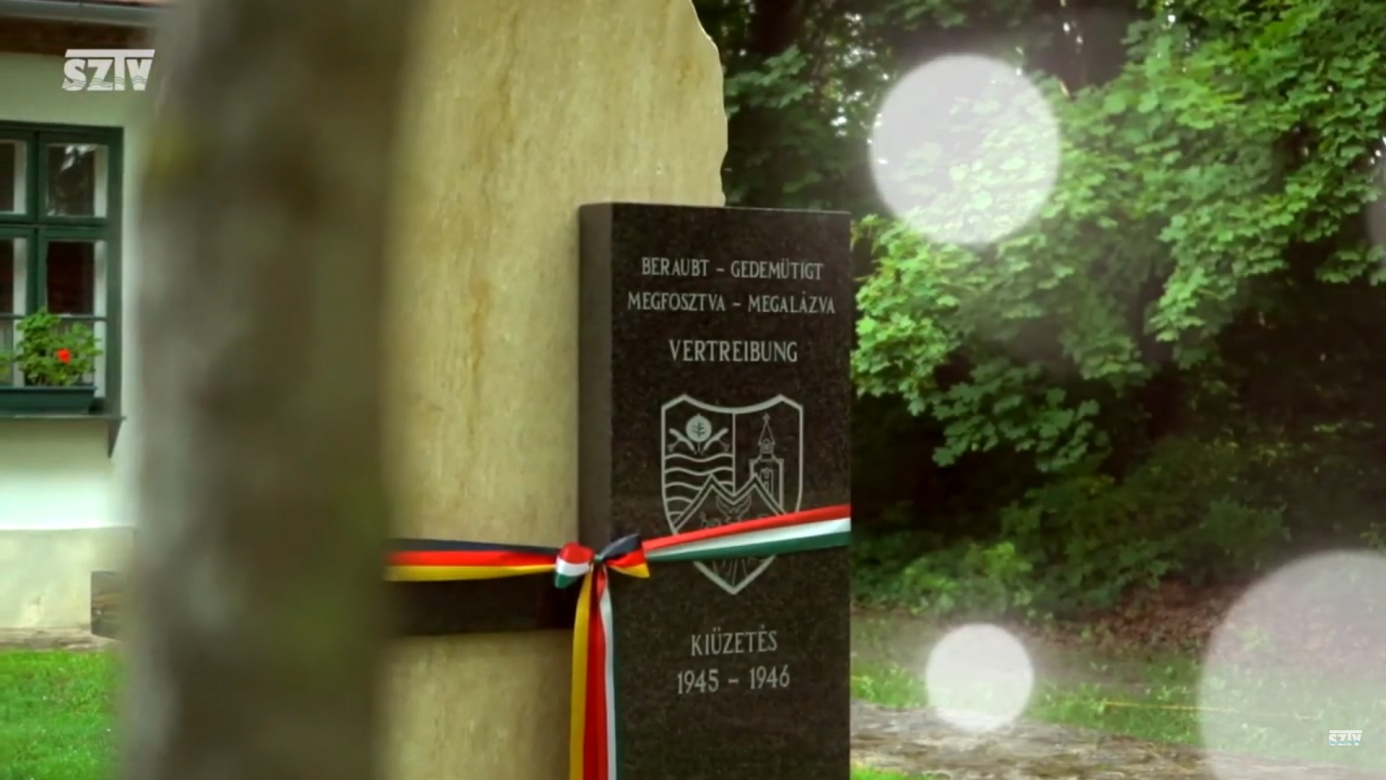 SZTV
BERAUBT – GEDEMÜTIGT
MEGFOSZTVA – MEGALÁZVA
VERTREIBUNG
KIŰZETÉS
1945 – 1946
SZTV